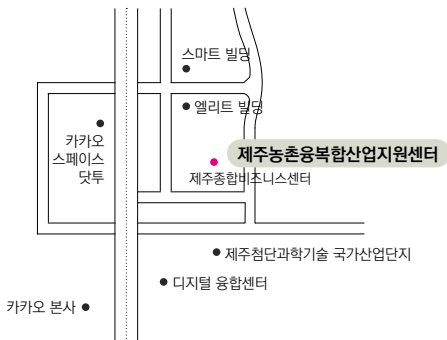 스마트 빌딩
엘리트 빌딩
카카오
스페이스
닷투
제주농촌융복합산업지원센터
제주종합비즈니스센터
제주첨단과학기술 국가산업단지
디지털 융합센터
카카오 본사